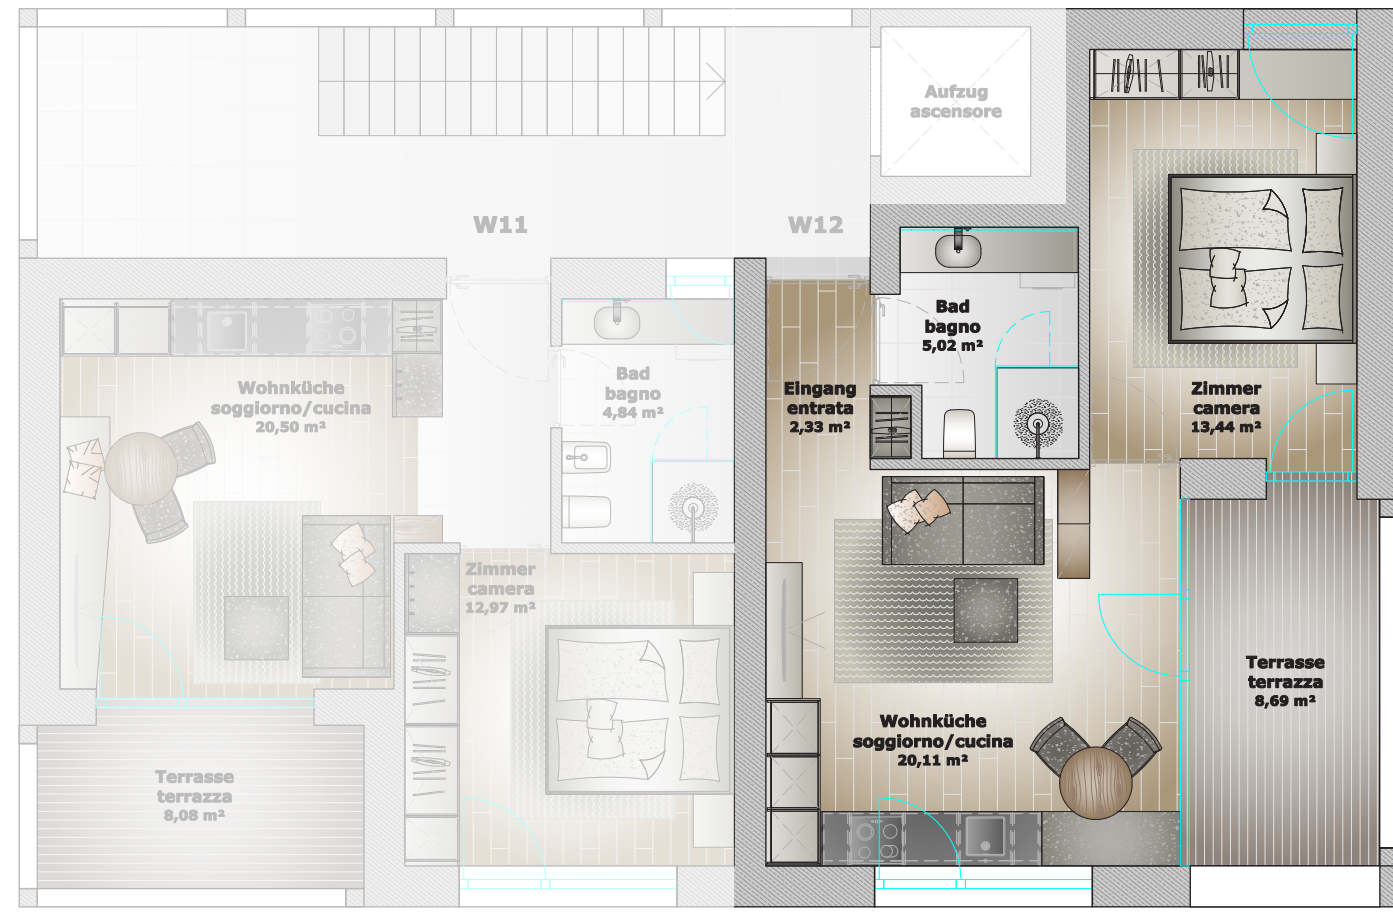 Aufzug
ascensore
W11
W12
Bad
bagno
5,02 m²
Wohnküche
soggiorno/cucina
20,50 m²
Bad
bagno
4,84 m²
Eingang
entrata
2,33 m²
Zimmer
camera
13,44 m²
Zimmer
camera
12,97 m²
Terrasse
terrazza
8,69 m²
Wohnküche
soggiorno/cucina
20,11 m²
Terrasse
terrazza
8,08 m²